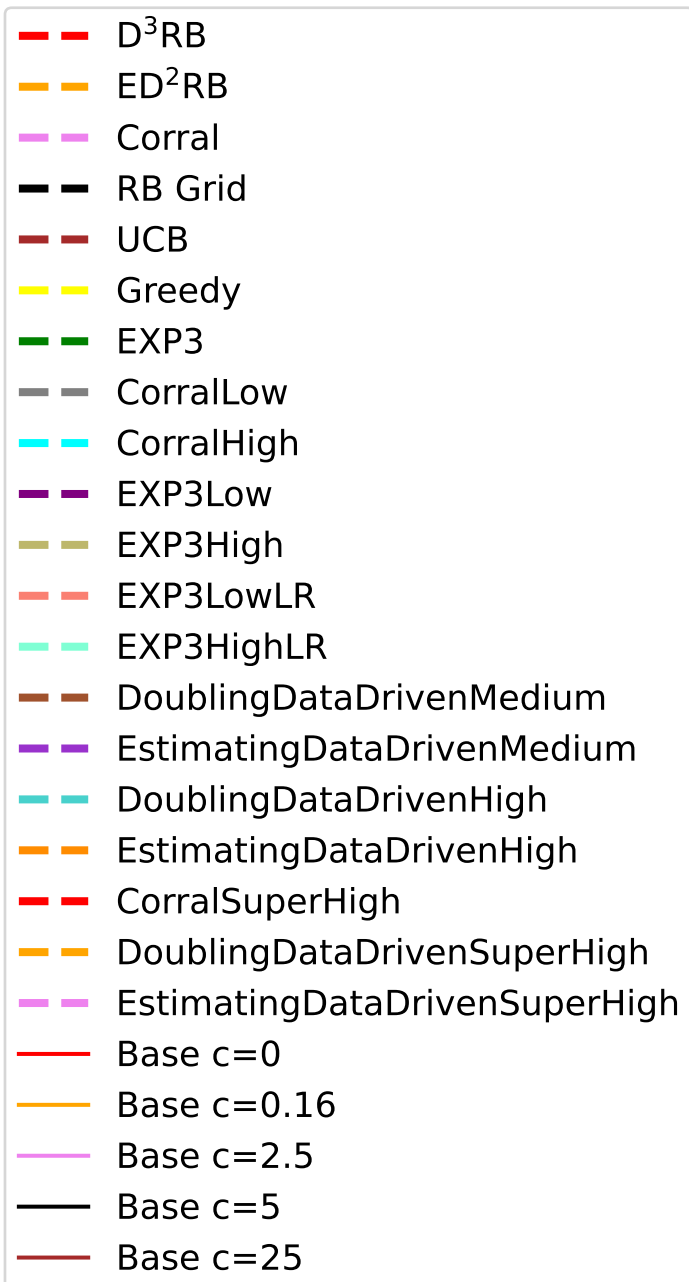 D³RB
ED²RB
Corral
RB Grid
UCB
Greedy
EXP3
CorralLow
CorralHigh
EXP3Low
EXP3High
EXP3LowLR
EXP3HighLR
DoublingDataDrivenMedium
EstimatingDataDrivenMedium
DoublingDataDrivenHigh
EstimatingDataDrivenHigh
CorralSuperHigh
DoublingDataDrivenSuperHigh
EstimatingDataDrivenSuperHigh
Base c=0
Base c=0.16
Base c=2.5
Base c=5
Base c=25